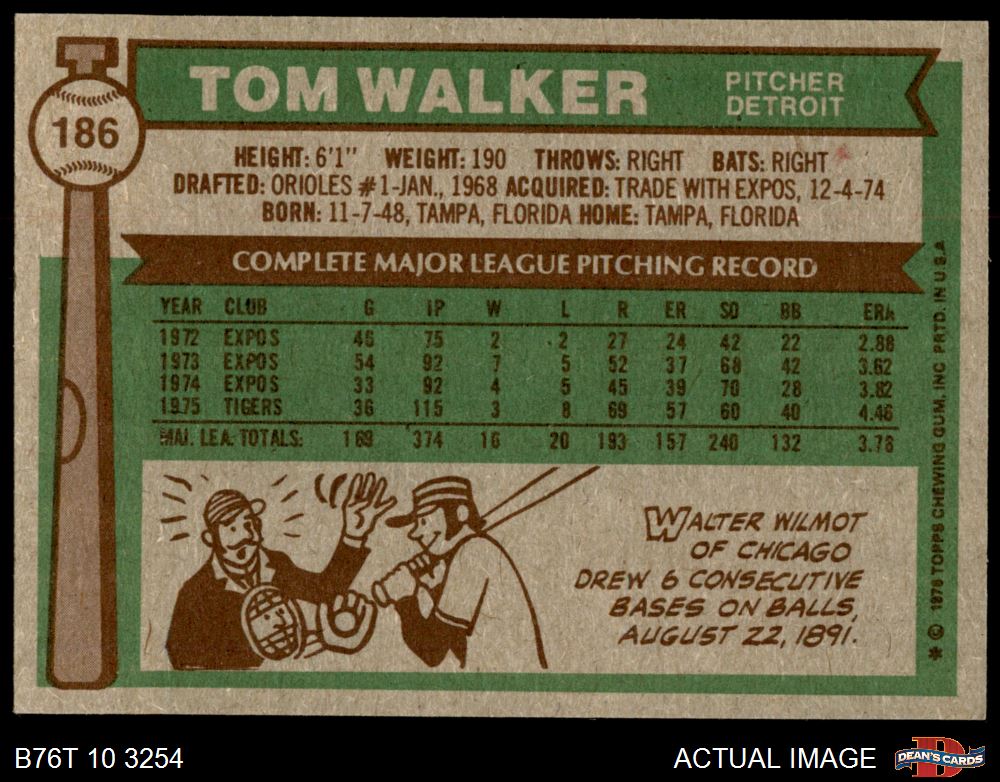 T
186
TOM WALKER
PITCHER
DETROIT
HEIGHT: 6'1" WEIGHT: 190 THROWS: RIGHT BATS: RIGHT
DRAFTED: ORIOLES #1-JAN., 1968 ACQUIRED: TRADE WITH EXPOS, 12-4-74
BORN: 11-7-48, TAMPA, FLORIDA HOME: TAMPA, FLORIDA
COMPLETE MAJOR LEAGUE PITCHING RECORD
YEAR CLUB G IP W L R ER SO BB ERA
1972 EXPOS 46 75 2 2 27 24 42 22 2.88
1973 EXPOS 54 92 7 5 52 37 68 42 3.62
1974 EXPOS 33 92 4 5 45 39 70 28 3.82
1975 TIGERS 36 115 3 8 69 57 60 40 4.46
MAJ. LEA. TOTALS: 169 374 16 20 193 157 240 132 3.78
WALTER WILMOT
OF CHICAGO
DREW 6 CONSECUTIVE
BASES ON BALLS,
AUGUST 22, 1891.
* © 1976 TOPPS CHEWING GUM, INC PRTD. IN U.S.A
B76T 10 3254
ACTUAL IMAGE
D
DEAN'S CARDS